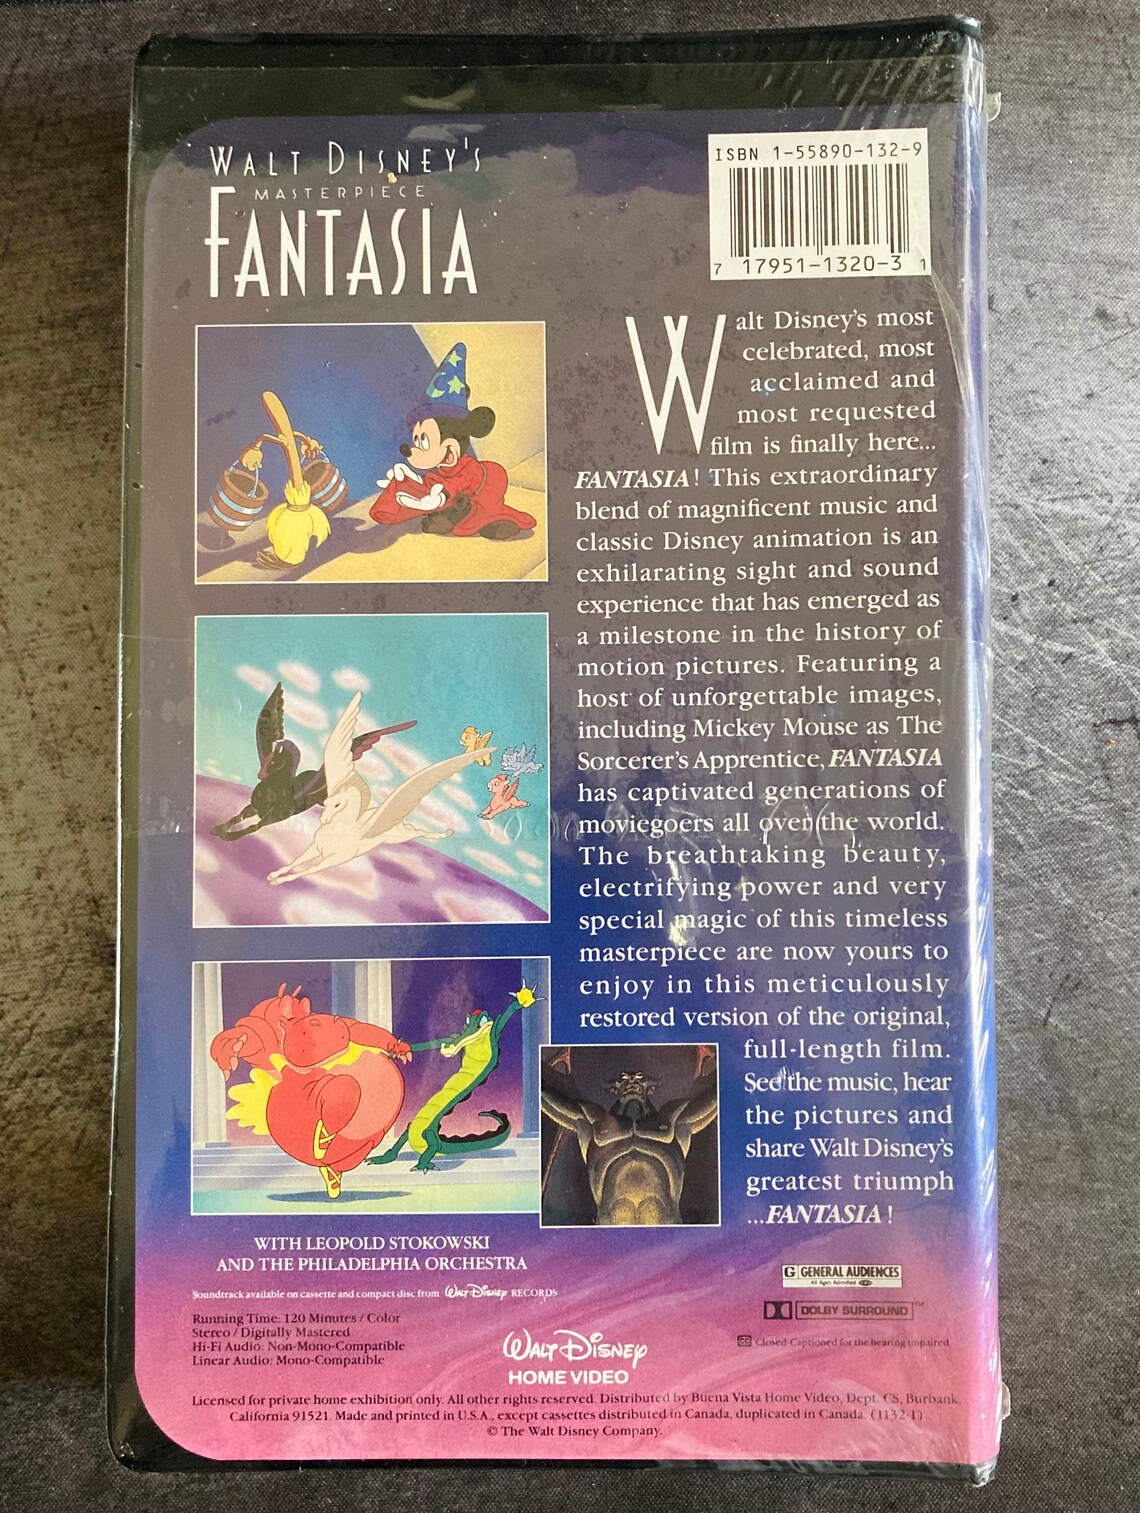 WALT DISNEY'S
MASTERPIECE
FANTASIA
ISBN 1-55890-132-9
7 17951-1320-3 1
Walt Disney's most
celebrated, most
acclaimed and
most requested
film is finally here...
FANTASIA! This extraordinary
blend of magnificent music and
classic Disney animation is an
exhilarating sight and sound
experience that has emerged as
a milestone in the history of
motion pictures. Featuring a
host of unforgettable images,
including Mickey Mouse as The
Sorcerer's Apprentice, FANTASIA
has captivated generations of
moviegoers all over the world.
The breathtaking beauty,
electrifying power and very
special magic of this timeless
masterpiece are now yours to
enjoy in this meticulously
restored version of the original,
full-length film.
See the music, hear
the pictures and
share Walt Disney's
greatest triumph
...FANTASIA!
WITH LEOPOLD STOKOWSKI
AND THE PHILADELPHIA ORCHESTRA
Soundtrack available on cassette and compact disc from Walt Disney RECORDS
Running Time: 120 Minutes / Color
Stereo / Digitally Mastered
Hi-Fi Audio: Non-Mono-Compatible
Linear Audio: Mono-Compatible
Walt Disney
HOME VIDEO
G GENERAL AUDIENCES
All Ages Admitted
DOLBY SURROUND™
CC Closed-Captioned for the hearing impaired
Licensed for private home exhibition only. All other rights reserved. Distributed by Buena Vista Home Video, Dept. CS, Burbank,
California 91521. Made and printed in U.S.A., except cassettes distributed in Canada, duplicated in Canada. (1132-1)
© The Walt Disney Company.